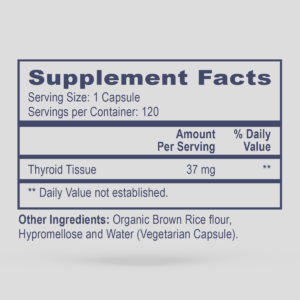 Supplement Facts
Serving Size: 1 Capsule
Servings per Container: 120
Amount Per Serving % Daily Value
Thyroid Tissue 37 mg **
** Daily Value not established.
Other Ingredients: Organic Brown Rice flour,
Hypromellose and Water (Vegetarian Capsule).